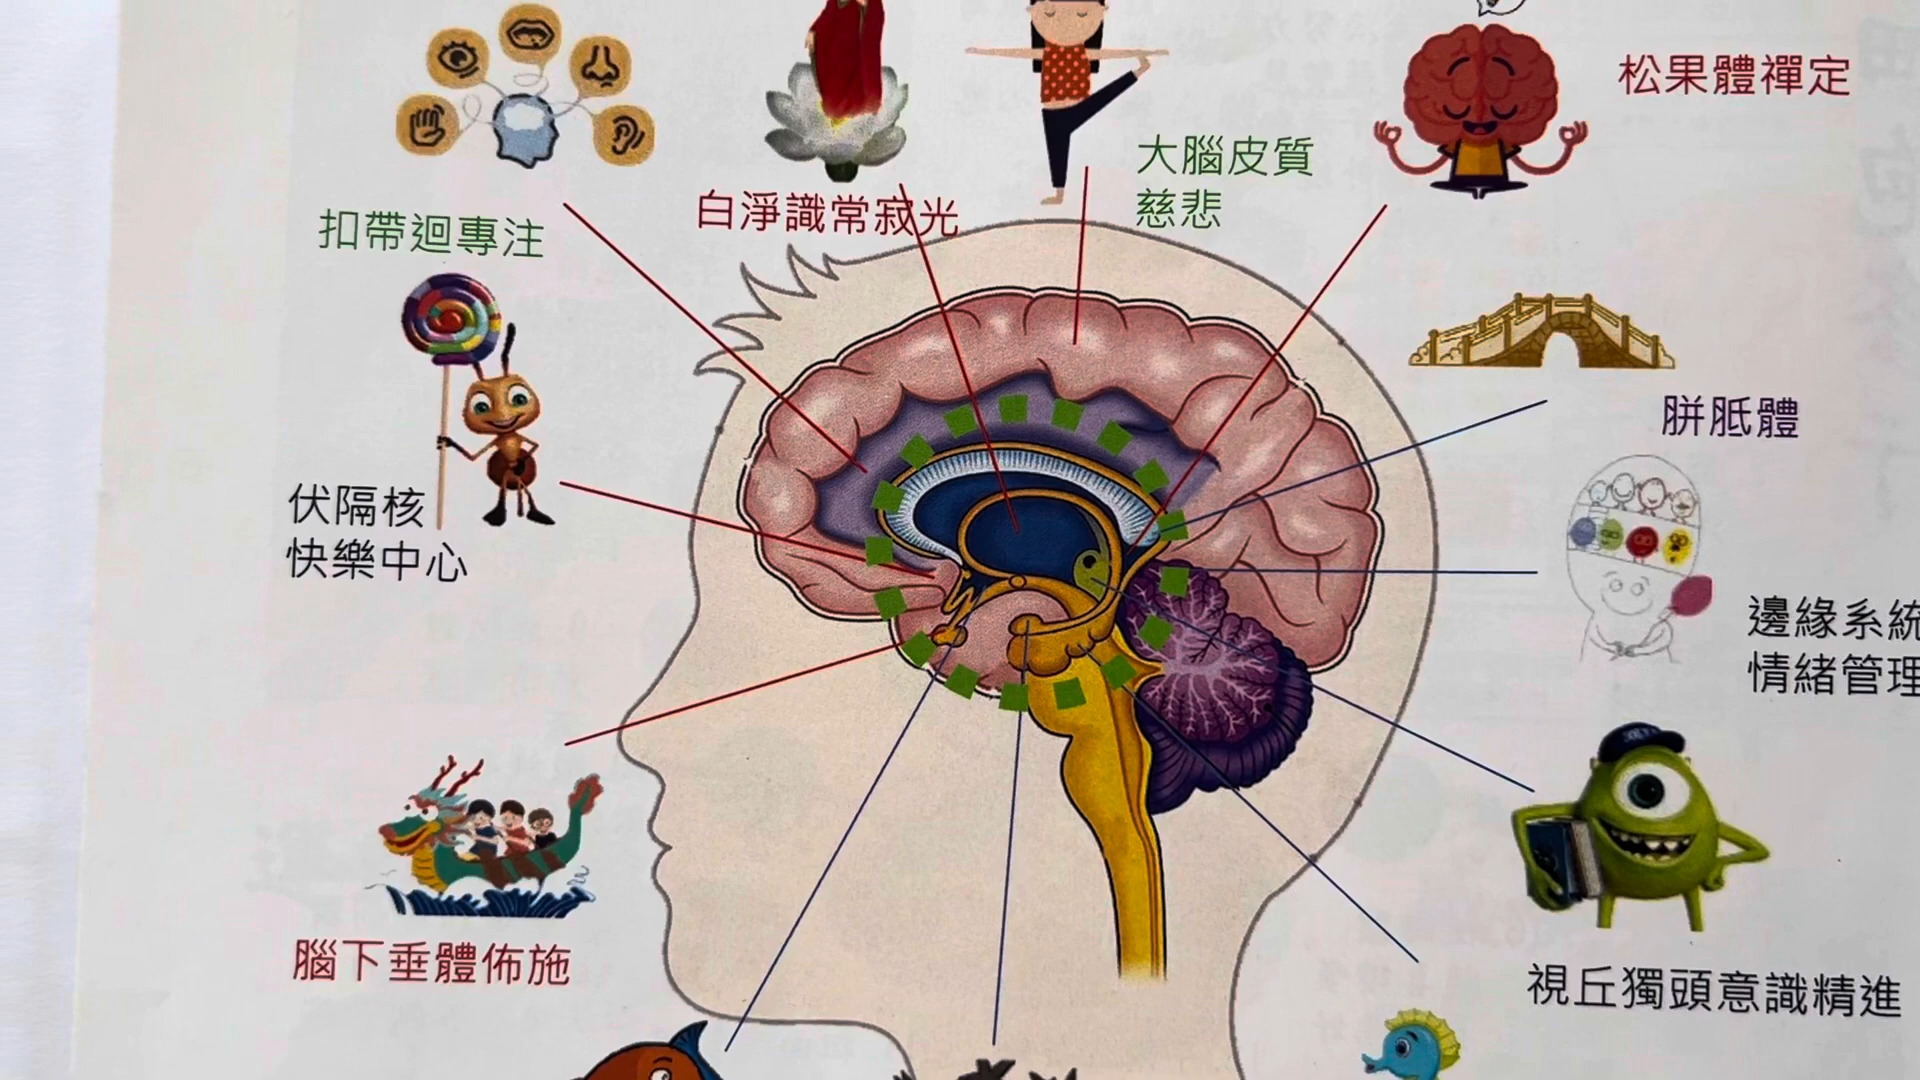 松果體禪定
大腦皮質
慈悲
白淨識常寂光
扣帶迴專注
胼胝體
伏隔核
快樂中心
邊緣系統
情緒管理
腦下垂體佈施
視丘獨頭意識精進